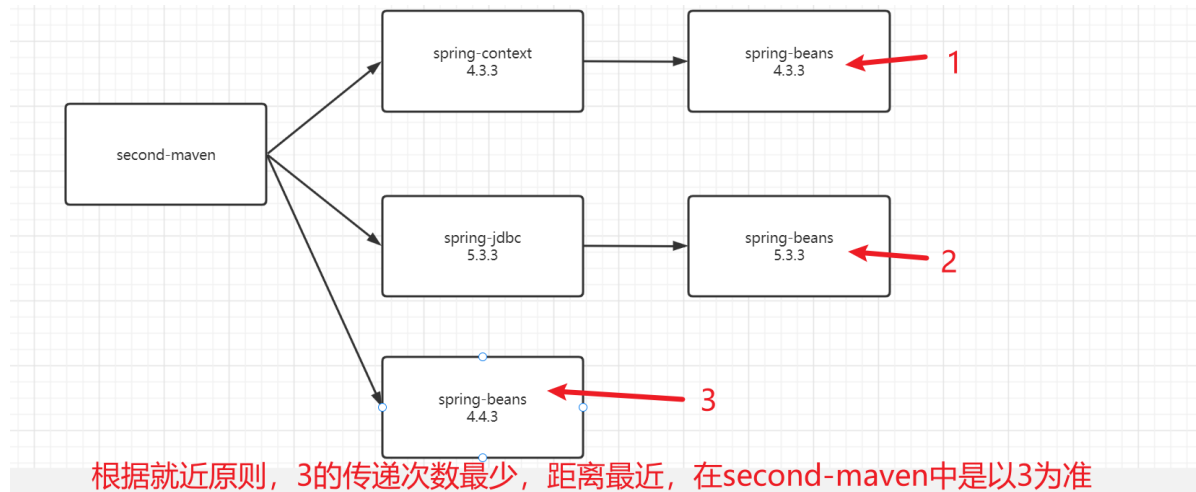 spring-context
4.3.3
spring-beans
4.3.3
1
second-maven
spring-jdbc
5.3.3
spring-beans
5.3.3
2
spring-beans
4.4.3
3
根据就近原则，3的传递次数最少，距离最近，在second-maven中是以3为准